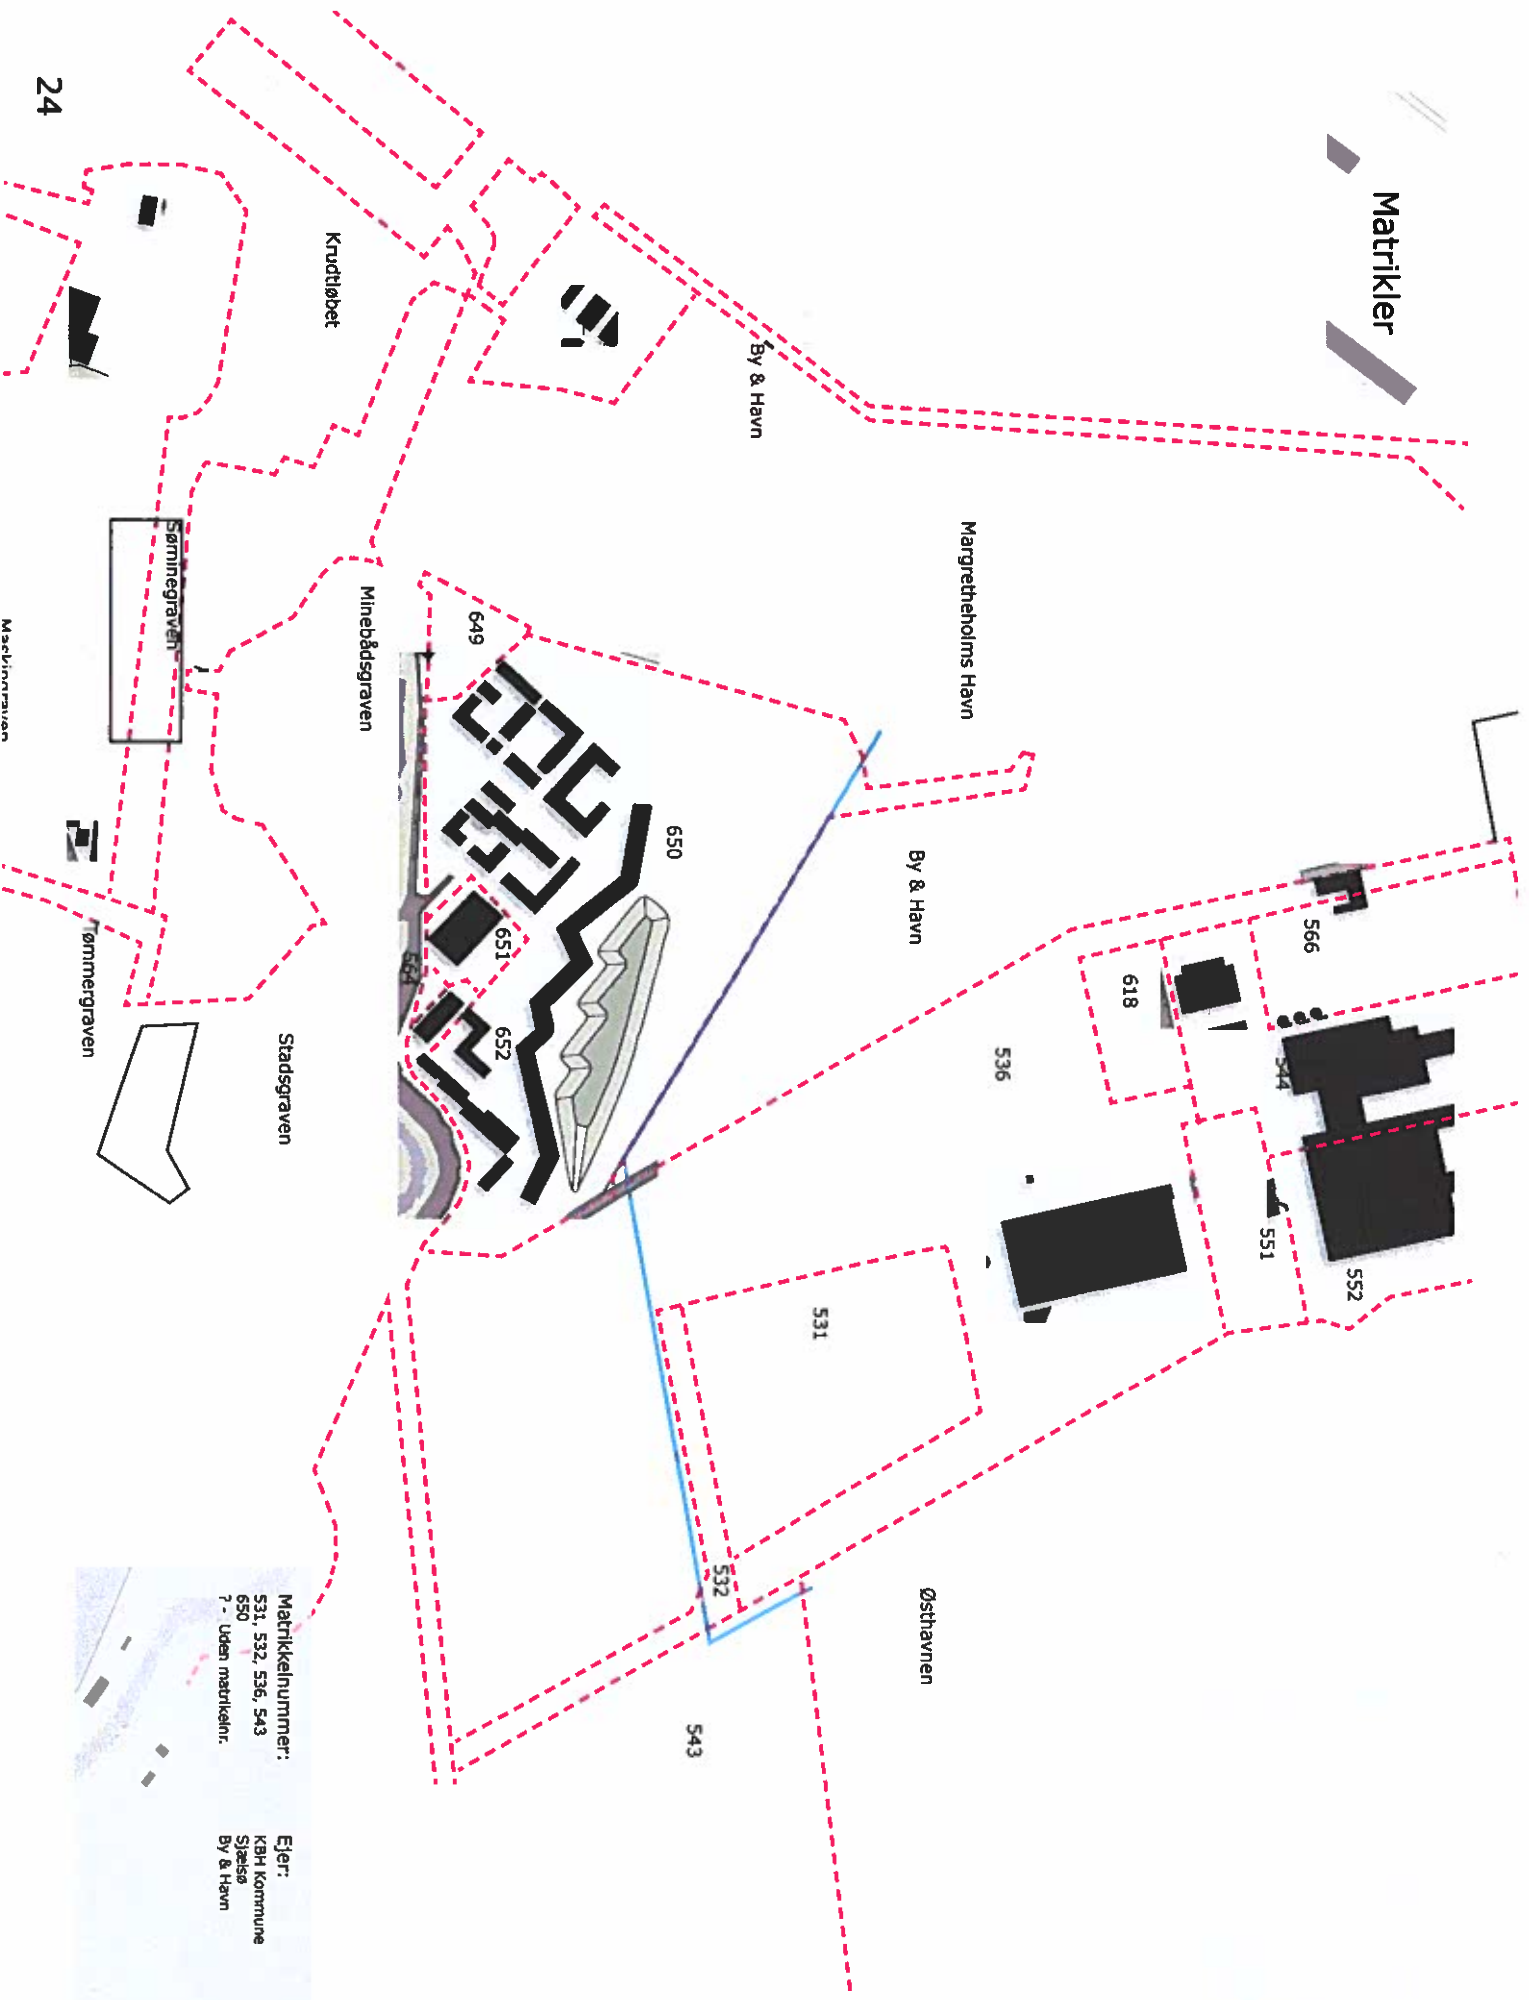 Matrikler
566
544
552
551
618
536
Margretheholms Havn
By & Havn
Østhavnen
531
By & Havn
532
543
650
649
651
652
564
Minebådsgraven
Krudtløbet
Stadsgraven
Søminegraven
Tømmergraven
Matrikkelnummer: Ejer:
531, 532, 536, 543 KBH Kommune
650 Sjælsø
? - Uden matrikelnr. By & Havn
24